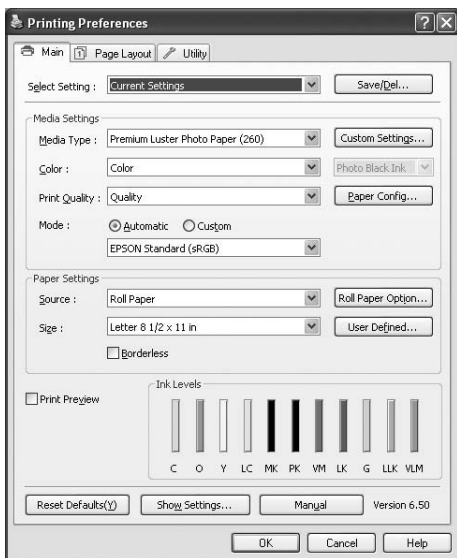 Printing Preferences
Main Page Layout Utility
Select Setting : Current Settings Save/Del...
Media Settings
Media Type : Premium Luster Photo Paper (260) Custom Settings...
Color : Color Photo Black Ink
Print Quality : Quality Paper Config...
Mode : Automatic Custom
EPSON Standard (sRGB)
Paper Settings
Source : Roll Paper Roll Paper Option...
Size : Letter 8 1/2 x 11 in User Defined...
Borderless
Print Preview
Ink Levels
C O Y LC MK PK VM LK G LLK VLM
Reset Defaults(Y) Show Settings... Manual Version 6.50
OK Cancel Help